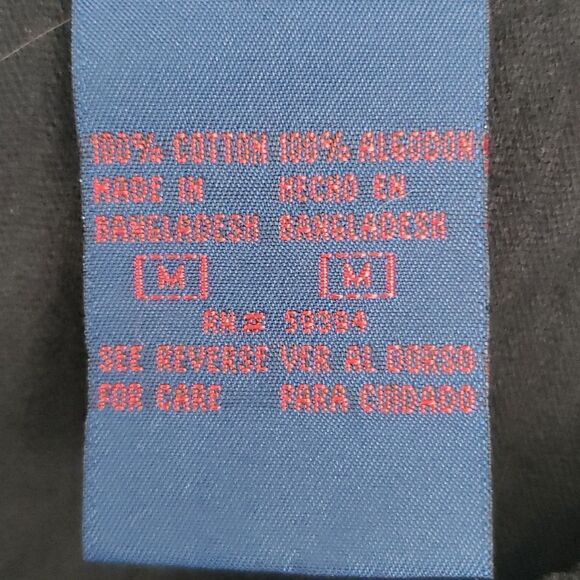 100% COTTON 100% ALGODON
MADE IN HECHO EN
BANGLADESH BANGLADESH
M M
RN# 59394
SEE REVERSE VER AL DORSO
FOR CARE PARA CUIDADO